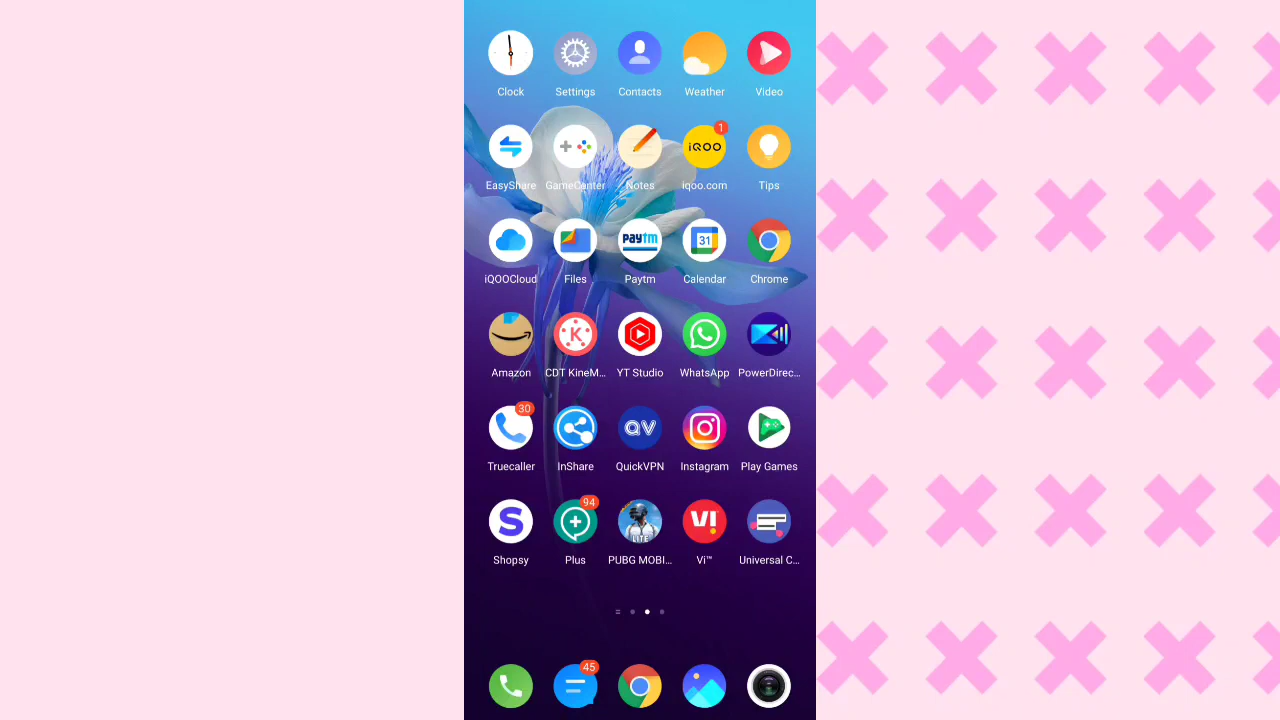 Clock Settings Contacts Weather Video
1
iQOO
EasyShare GameCenter Notes iqoo.com Tips
paytm 31
iQOOCloud Files Paytm Calendar Chrome
K
Amazon CDT KineM... YT Studio WhatsApp PowerDirec...
30
QV
Truecaller InShare QuickVPN Instagram Play Games
94
S LITE VI
Shopsy Plus PUBG MOBI... Vi™ Universal C...
45